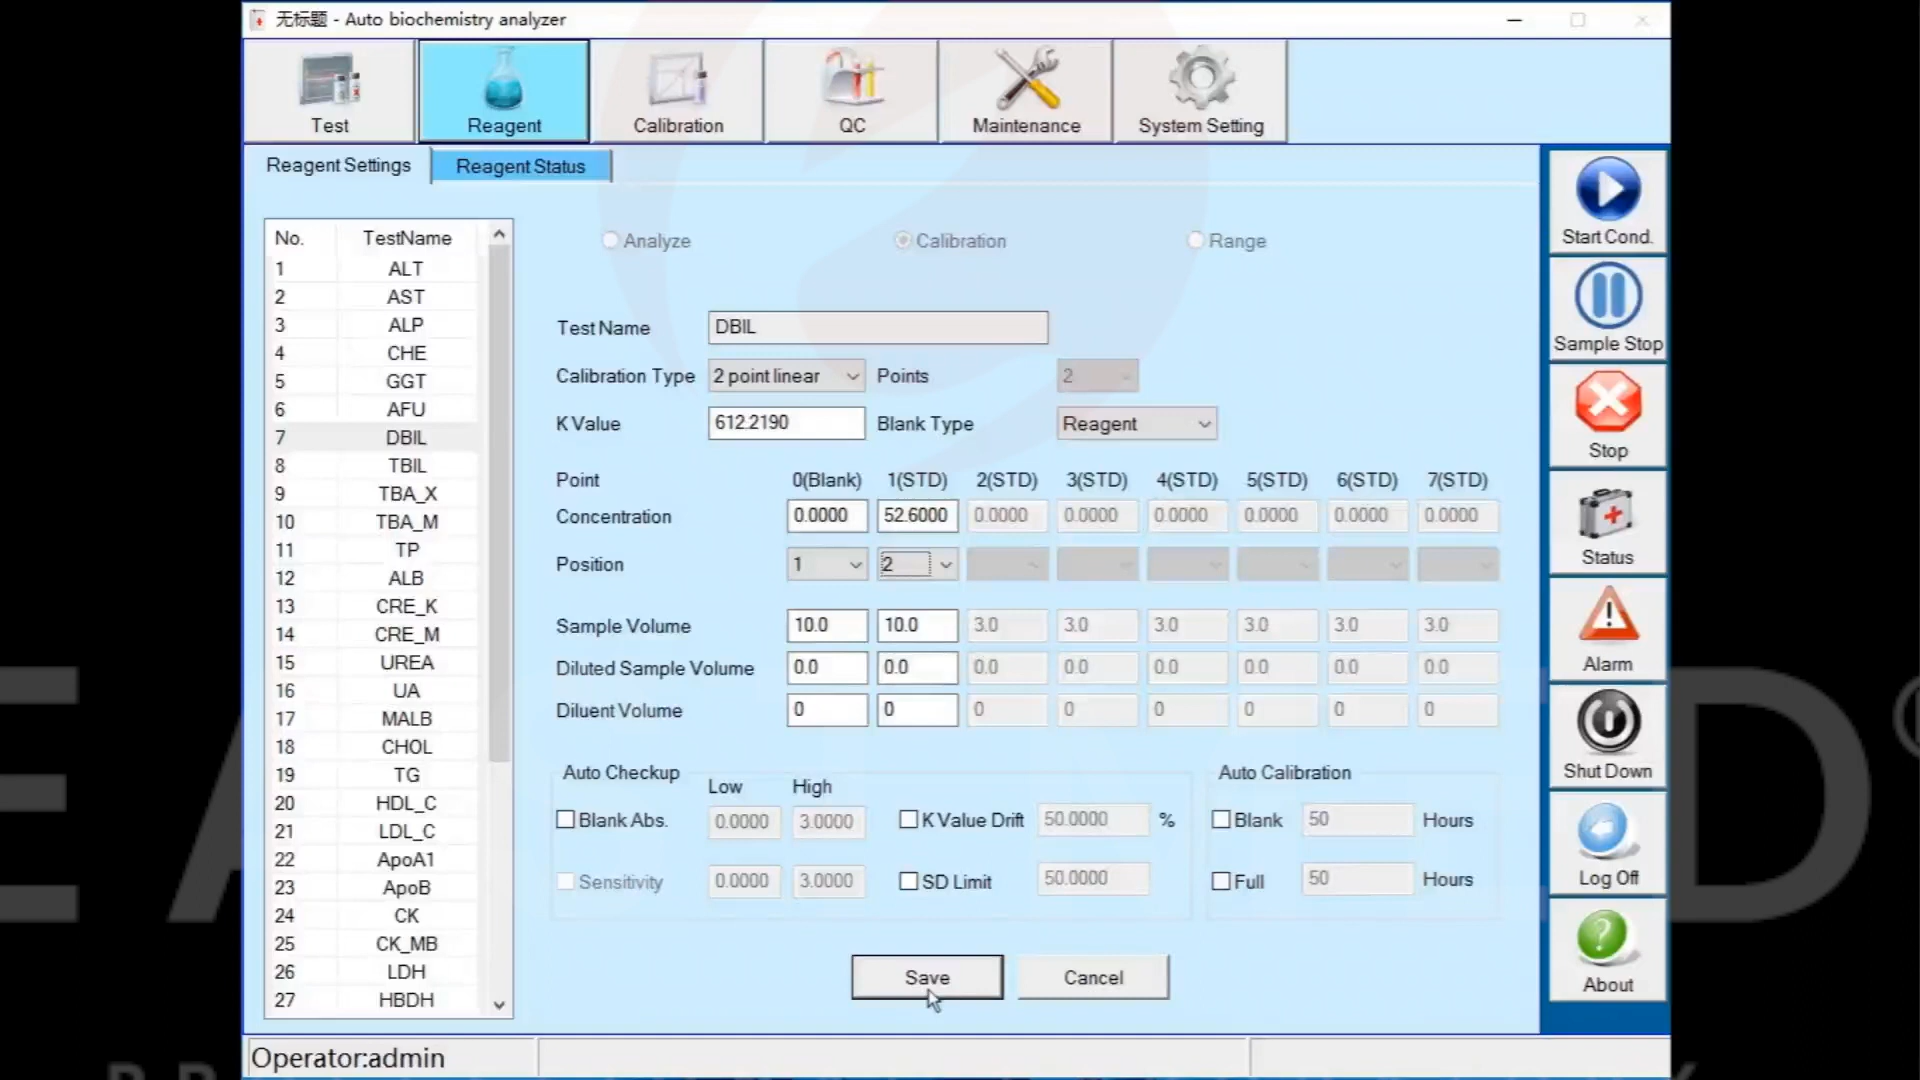 无标题 - Auto biochemistry analyzer
Test Reagent Calibration QC Maintenance System Setting
Reagent Settings Reagent Status
No. TestName
1 ALT
2 AST
3 ALP
4 CHE
5 GGT
6 AFU
7 DBIL
8 TBIL
9 TBA_X
10 TBA_M
11 TP
12 ALB
13 CRE_K
14 CRE_M
15 UREA
16 UA
17 MALB
18 CHOL
19 TG
20 HDL_C
21 LDL_C
22 ApoA1
23 ApoB
24 CK
25 CK_MB
26 LDH
27 HBDH
Analyze Calibration Range
Test Name DBIL
Calibration Type 2 point linear Points 2
K Value 612.2190 Blank Type Reagent
Point 0(Blank) 1(STD) 2(STD) 3(STD) 4(STD) 5(STD) 6(STD) 7(STD)
Concentration 0.0000 52.6000 0.0000 0.0000 0.0000 0.0000 0.0000 0.0000
Position 1 2
Sample Volume 10.0 10.0 3.0 3.0 3.0 3.0 3.0 3.0
Diluted Sample Volume 0.0 0.0 0.0 0.0 0.0 0.0 0.0 0.0
Diluent Volume 0 0 0 0 0 0 0 0
Auto Checkup Low High
Blank Abs. 0.0000 3.0000 K Value Drift 50.0000 %
Sensitivity 0.0000 3.0000 SD Limit 50.0000
Auto Calibration
Blank 50 Hours
Full 50 Hours
Save Cancel
Start Cond.
Sample Stop
Stop
Status
Alarm
Shut Down
Log Off
About
Operator:admin